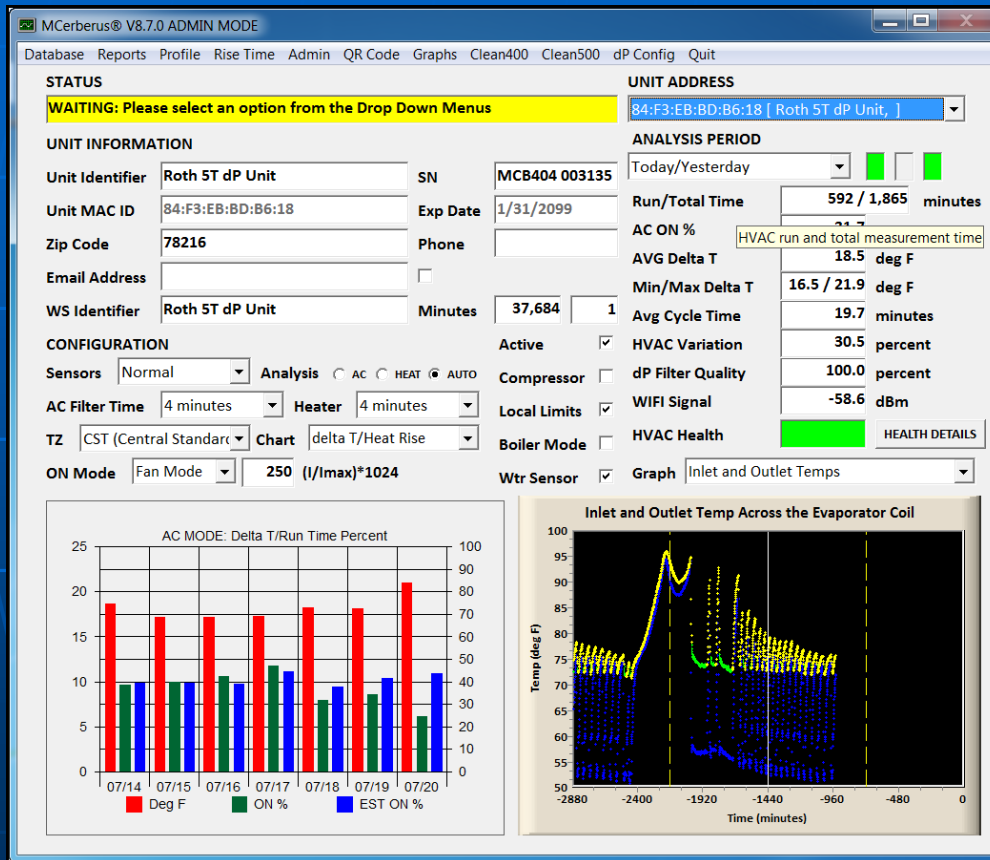 MCerberus® V8.7.0 ADMIN MODE
Database Reports Profile Rise Time Admin QR Code Graphs Clean400 Clean500 dP Config Quit
STATUS
WAITING: Please select an option from the Drop Down Menus
UNIT ADDRESS
84:F3:EB:BD:B6:18 [ Roth 5T dP Unit, ]
UNIT INFORMATION
Unit Identifier Roth 5T dP Unit SN MCB404 003135
Unit MAC ID 84:F3:EB:BD:B6:18 Exp Date 1/31/2099
Zip Code 78216 Phone
Email Address
WS Identifier Roth 5T dP Unit Minutes 37,684 1
ANALYSIS PERIOD
Today/Yesterday
Run/Total Time 592 / 1,865 minutes
AC ON %
HVAC run and total measurement time
AVG Delta T 18.5 deg F
Min/Max Delta T 16.5 / 21.9 deg F
Avg Cycle Time 19.7 minutes
HVAC Variation 30.5 percent
dP Filter Quality 100.0 percent
WIFI Signal -58.6 dBm
HVAC Health HEALTH DETAILS
Graph Inlet and Outlet Temps
CONFIGURATION
Sensors Normal Analysis AC HEAT AUTO
AC Filter Time 4 minutes Heater 4 minutes
TZ CST (Central Standard Chart delta T/Heat Rise
ON Mode Fan Mode 250 (I/Imax)*1024
Active
Compressor
Local Limits
Boiler Mode
Wtr Sensor
AC MODE: Delta T/Run Time Percent
25
20
15
10
5
0
100
90
80
70
60
50
40
30
20
10
0
07/14 07/15 07/16 07/17 07/18 07/19 07/20
Deg F ON % EST ON %
Inlet and Outlet Temp Across the Evaporator Coil
Temp (deg F)
100
95
90
85
80
75
70
65
60
55
50
-2880 -2400 -1920 -1440 -960 -480 0
Time (minutes)